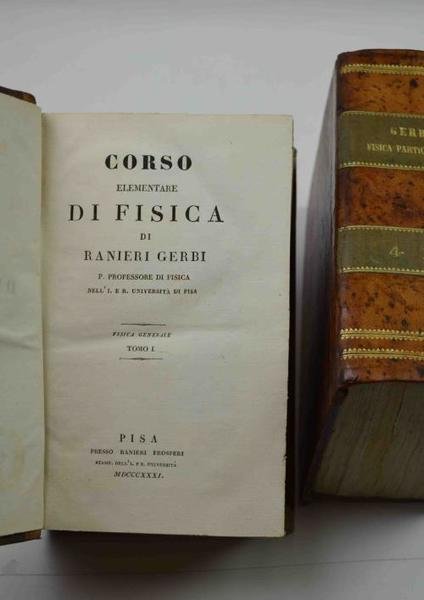 CORSO
ELEMENTARE
DI FISICA
DI
RANIERI GERBI
P. PROFESSORE DI FISICA
NELL' I. E R. UNIVERSITÀ DI PISA
FISICA GENERALE
TOMO I
PISA
PRESSO RANIERI PROSPERI
STAMP. DELL'I. E R. UNIVERSITÀ
MDCCCXXXI.
GERB
FISICA PARTIC
4